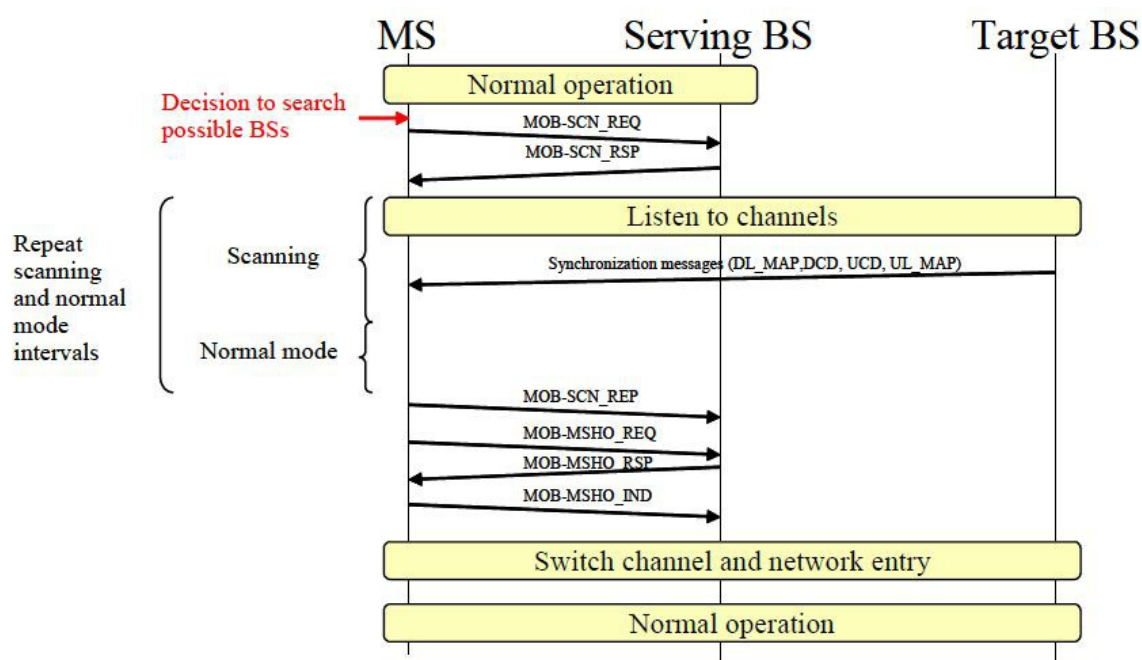 MS
Serving BS
Target BS
Normal operation
Decision to search
possible BSs
MOB-SCN_REQ
MOB-SCN_RSP
Listen to channels
Repeat
scanning
and normal
mode
intervals
Scanning
Synchronization messages (DL_MAP,DCD, UCD, UL_MAP)
Normal mode
MOB-SCN_REP
MOB-MSHO_REQ
MOB-MSHO_RSP
MOB-MSHO_IND
Switch channel and network entry
Normal operation